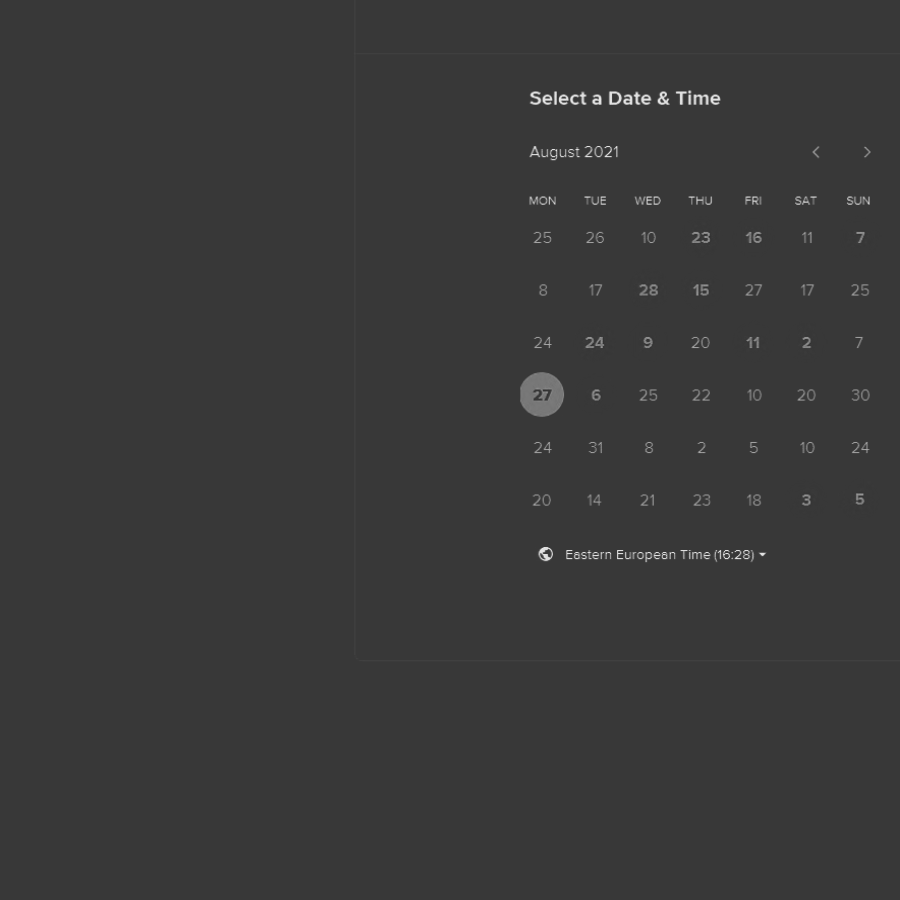 Select a Date & Time
August 2021
MON TUE WED THU FRI SAT SUN
25 26 10 23 16 11 7
8 17 28 15 27 17 25
24 24 9 20 11 2 7
27 6 25 22 10 20 30
24 31 8 2 5 10 24
20 14 21 23 18 3 5
Eastern European Time (16:28)